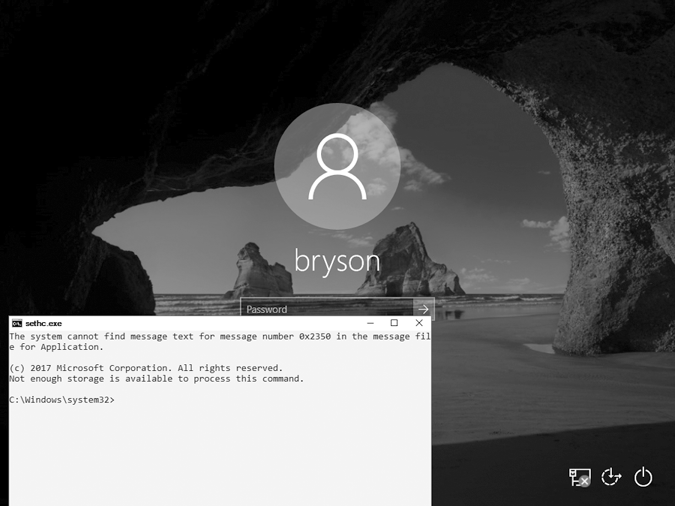 bryson
Password
sethc.exe
The system cannot find message text for message number 0x2350 in the message fil
e for Application.
(c) 2017 Microsoft Corporation. All rights reserved.
Not enough storage is available to process this command.
C:\Windows\system32>